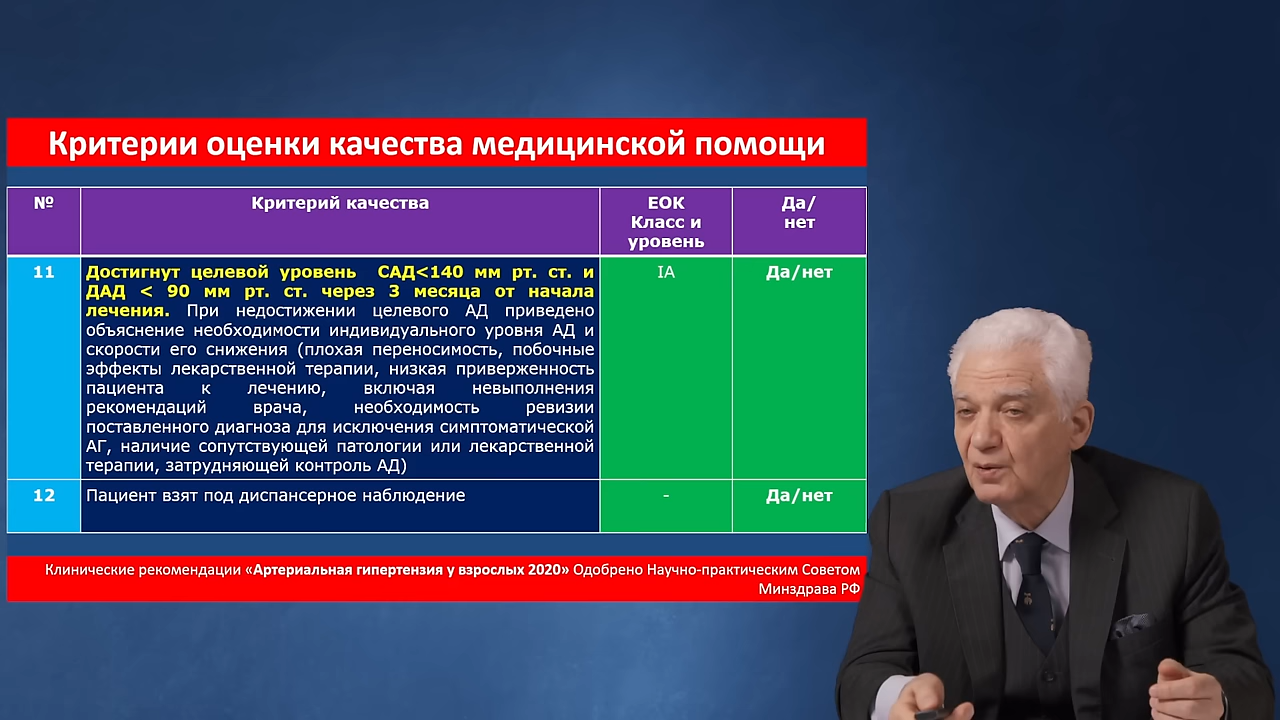 Критерии оценки качества медицинской помощи
№
Критерий качества
ЕОК
Класс и
уровень
Да/
нет
11
Достигнут целевой уровень САД<140 мм рт. ст. и
ДАД < 90 мм рт. ст. через 3 месяца от начала
лечения. При недостижении целевого АД приведено
объяснение необходимости индивидуального уровня АД и
скорости его снижения (плохая переносимость, побочные
эффекты лекарственной терапии, низкая приверженность
пациента к лечению, включая невыполнения
рекомендаций врача, необходимость ревизии
поставленного диагноза для исключения симптоматической
АГ, наличие сопутствующей патологии или лекарственной
терапии, затрудняющей контроль АД)
IA
Да/нет
12
Пациент взят под диспансерное наблюдение
-
Да/нет
Клинические рекомендации «Артериальная гипертензия у взрослых 2020» Одобрено Научно-практическим Советом
Минздрава РФ